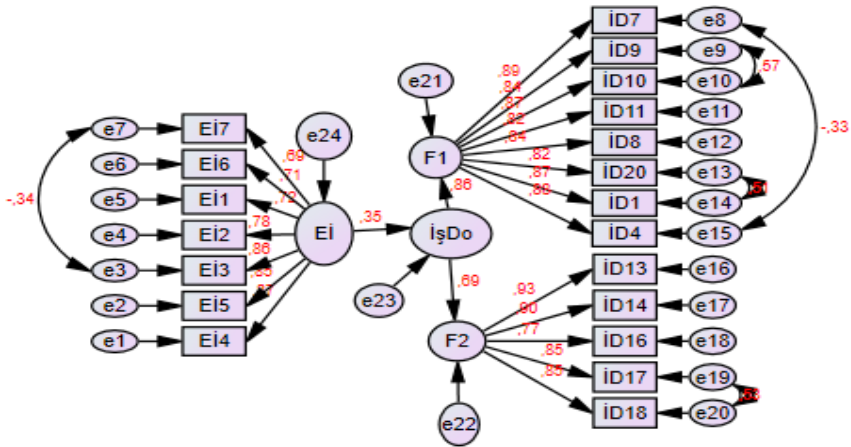 e7 Eİ7 ,69
e6 Eİ6 ,71
e5 Eİ1 ,72
e4 Eİ2 ,78
e3 Eİ3 ,86
e2 Eİ5
e1 Eİ4
-,34
e24
Eİ
,35
e23
İşDo
,86
,69
e21
F1
F2
e22
,89 İD7 e8
,84 İD9 e9
,87 İD10 e10
,82 İD11 e11
,84 İD8 e12
,82 İD20 e13
,87 İD1 e14
İD4 e15
,57
-,33
,93 İD13 e16
,90 İD14 e17
,77 İD16 e18
,85 İD17 e19
,85 İD18 e20